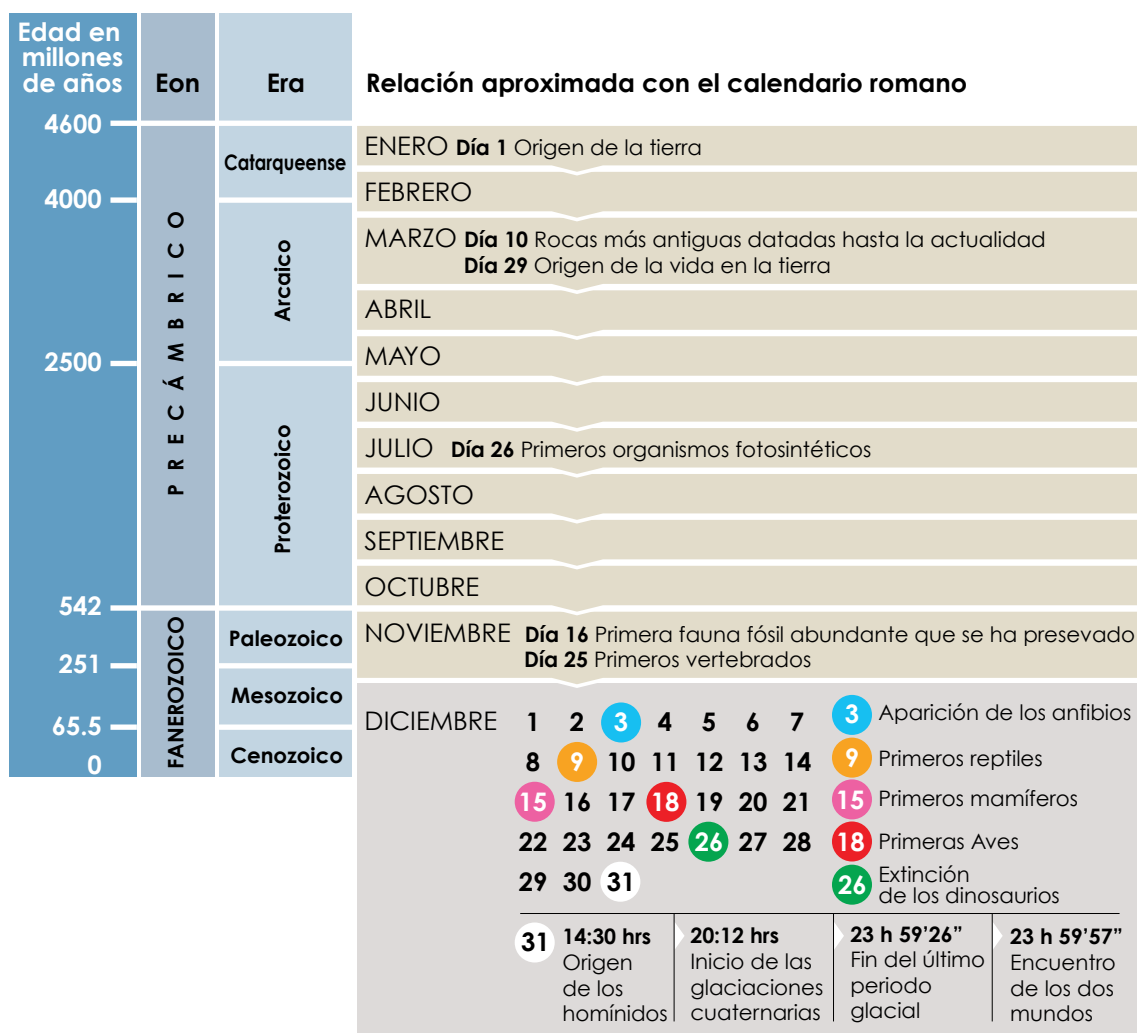 Edad en
millones
de años
Eon
Era
Relación aproximada con el calendario romano
4600
4000
2500
542
251
65.5
0
PRECÁMBRICO
FANEROZOICO
Catarqueense
Arcaico
Proterozoico
Paleozoico
Mesozoico
Cenozoico
ENERO Día 1 Origen de la tierra
FEBRERO
MARZO Día 10 Rocas más antiguas datadas hasta la actualidad
Día 29 Origen de la vida en la tierra
ABRIL
MAYO
JUNIO
JULIO Día 26 Primeros organismos fotosintéticos
AGOSTO
SEPTIEMBRE
OCTUBRE
NOVIEMBRE Día 16 Primera fauna fósil abundante que se ha presevado
Día 25 Primeros vertebrados
DICIEMBRE
1 2 3 4 5 6 7
8 9 10 11 12 13 14
15 16 17 18 19 20 21
22 23 24 25 26 27 28
29 30 31
3 Aparición de los anfibios
9 Primeros reptiles
15 Primeros mamíferos
18 Primeras Aves
26 Extinción
de los dinosaurios
31
14:30 hrs
Origen
de los
homínidos
20:12 hrs
Inicio de las
glaciaciones
cuaternarias
23 h 59'26”
Fin del último
periodo
glacial
23 h 59'57”
Encuentro
de los dos
mundos